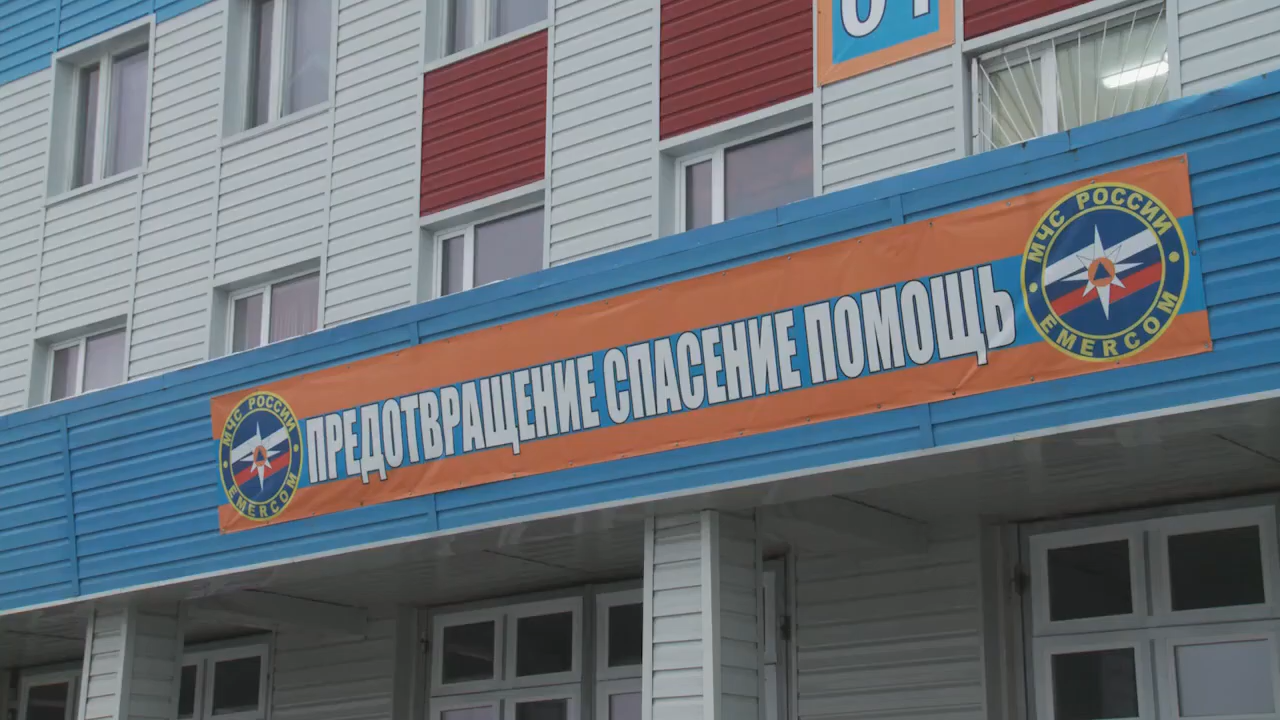 МЧС РОССИИ
EMERCOM
ПРЕДОТВРАЩЕНИЕ СПАСЕНИЕ ПОМОЩЬ
МЧС РОССИИ
EMERCOM